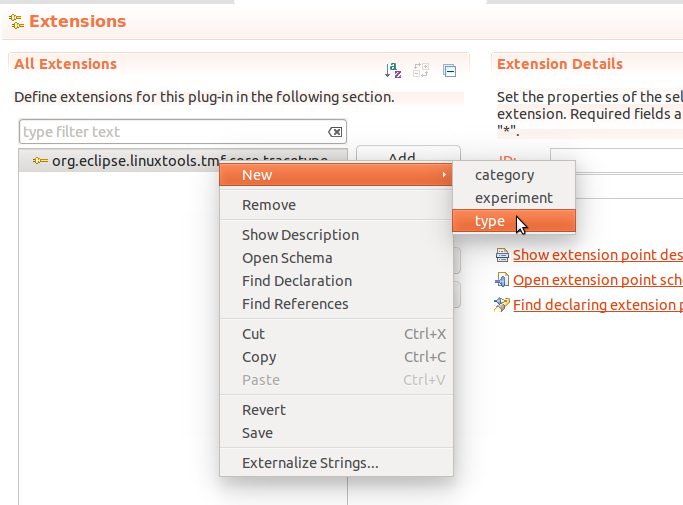 Extensions
All Extensions
Define extensions for this plug-in in the following section.
type filter text
org.eclipse.linuxtools.tmf.core.tracetype
Add...
New
Remove
Show Description
Open Schema
Find Declaration
Find References
Cut Ctrl+X
Copy Ctrl+C
Paste Ctrl+V
Revert
Save
Externalize Strings...
category
experiment
type
Extension Details
Set the properties of the sel
extension. Required fields a
"*".
ID:
Show extension point des
Open extension point sch
Find declaring extension p